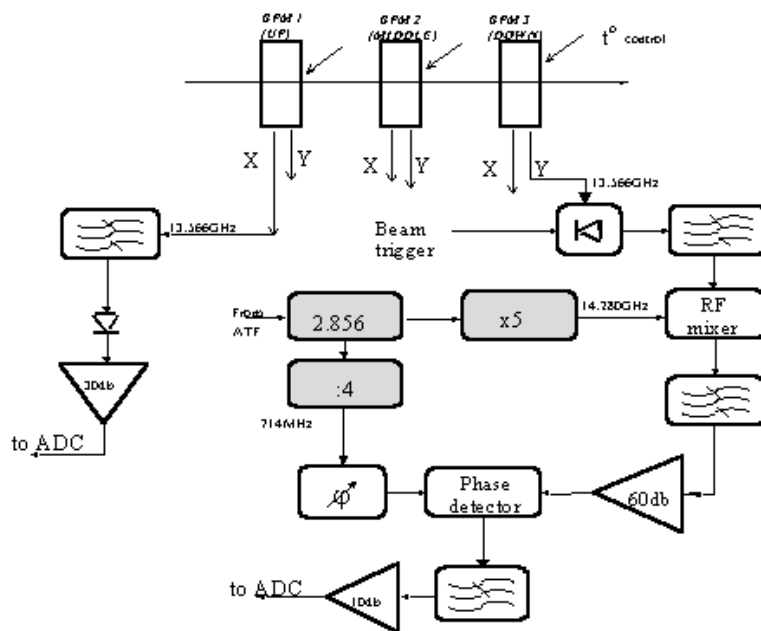 BPM 1 BPM 2 BPM 3
(UP) (MIDDLE) (DOWN)
t° control
X Y X Y X Y
13.566GHz
13.566GHz
Beam
trigger
From
ATF
2.856
x5
14.280GHz
RF
mixer
30db
:4
714MHz
to ADC
φ
Phase
detector
60db
to ADC
10db